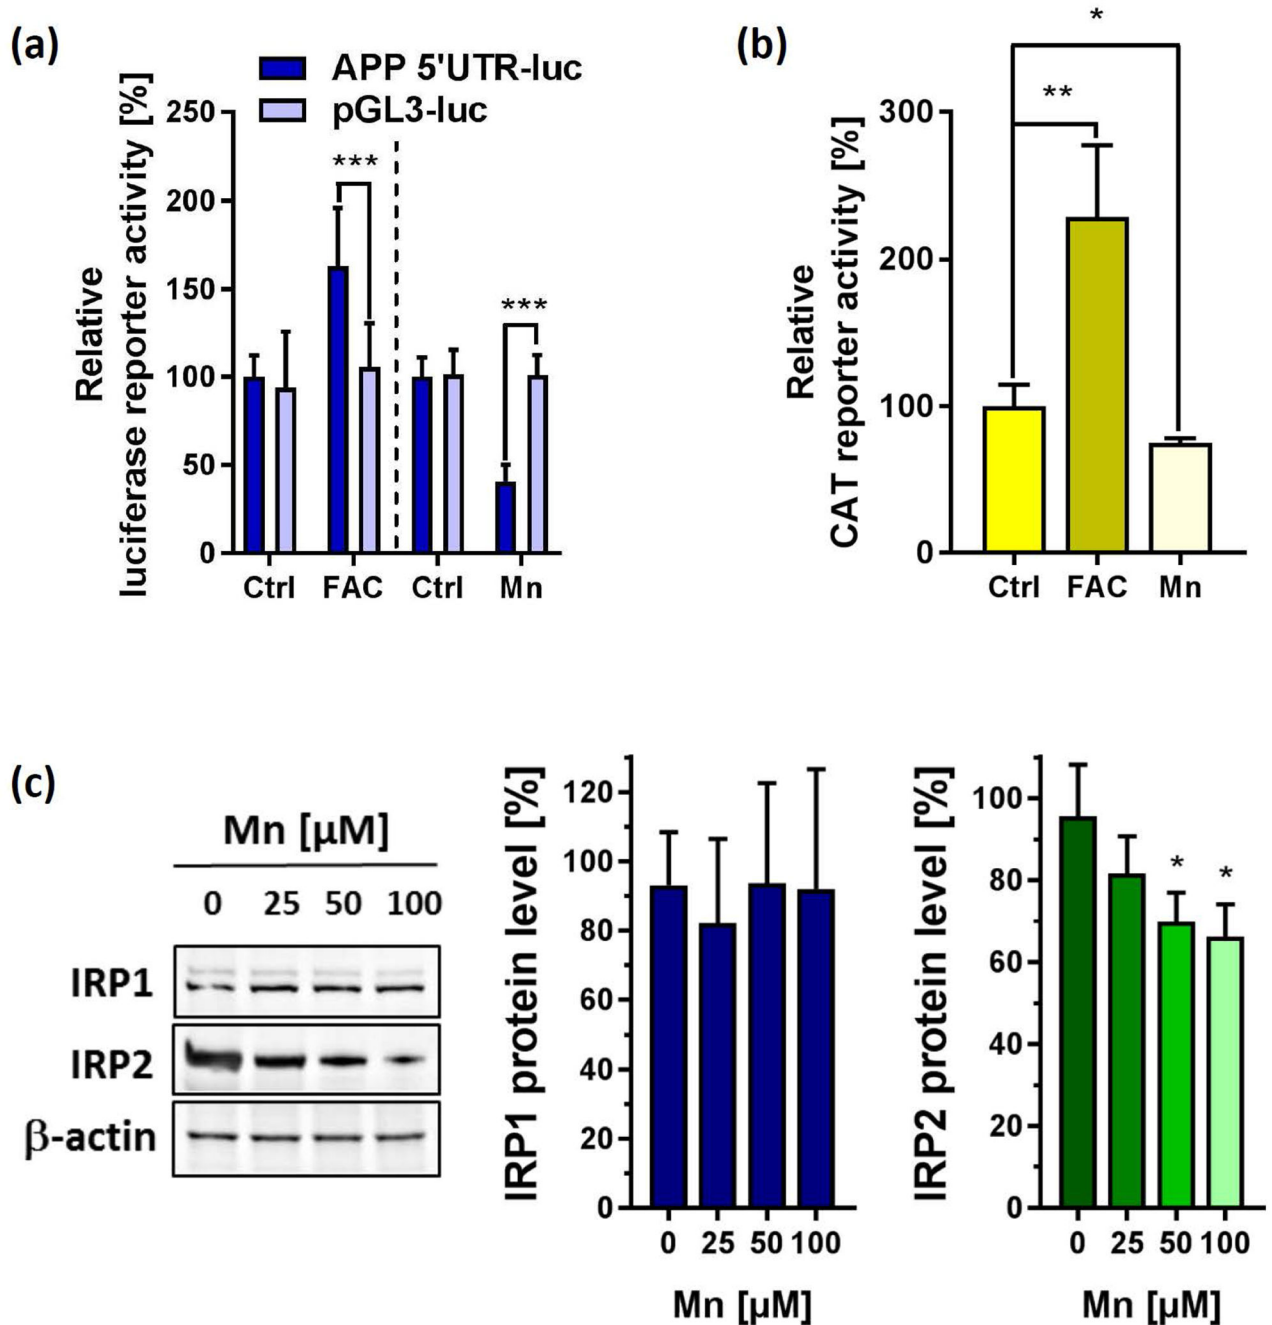 (a)
APP 5'UTR-luc
pGL3-luc
Relative
luciferase reporter activity [%]
250
200
150
100
50
0
***
***
Ctrl FAC Ctrl Mn
(b)
*
**
Relative
CAT reporter activity [%]
300
200
100
0
Ctrl FAC Mn
(c)
Mn [µM]
0 25 50 100
IRP1
IRP2
β-actin
IRP1 protein level [%]
120
100
80
60
40
20
0
0 25 50 100
Mn [µM]
IRP2 protein level [%]
100
80
60
40
20
0
*
*
0 25 50 100
Mn [µM]